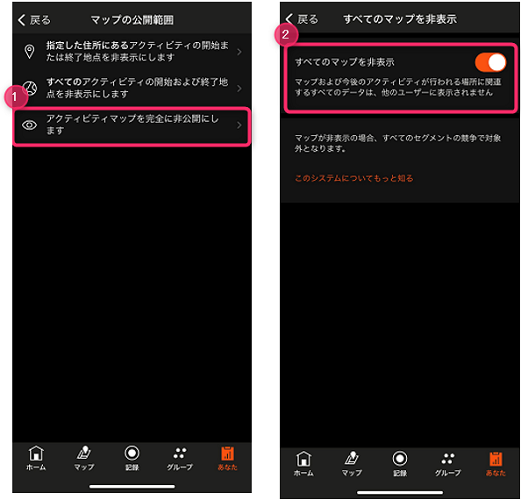 戻る マップの公開範囲
指定した住所にあるアクティビティの開始ま
たは終了地点を非表示にします
すべてのアクティビティの開始および終了地
点を非表示にします
1
アクティビティマップを完全に非公開にし
ます
ホーム マップ 記録 グループ あなた
戻る すべてのマップを非表示
2
すべてのマップを非表示
マップおよび今後のアクティビティが行われる場所に関連
するすべてのデータは、他のユーザーに表示されません
マップが非表示の場合、すべてのセグメントの競争で対象
外となります。
このシステムについてもっと知る
ホーム マップ 記録 グループ あなた